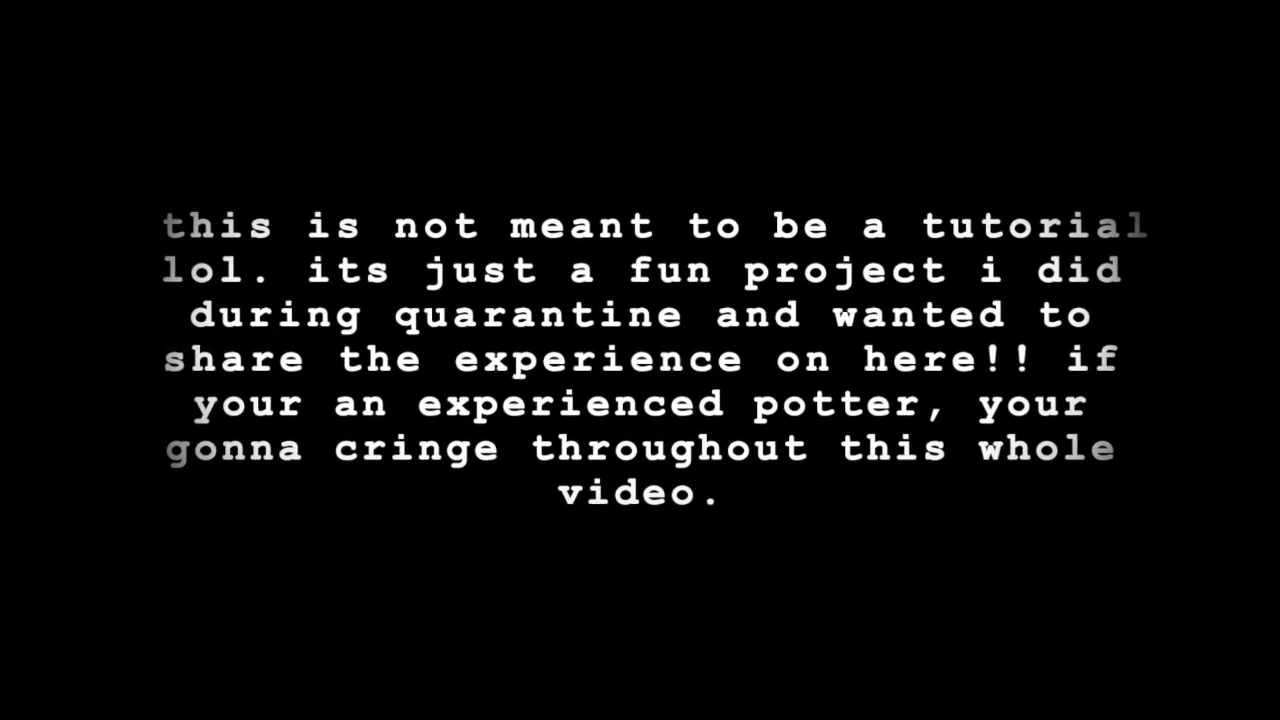 this is not meant to be a tutorial
lol. its just a fun project i did
during quarantine and wanted to
share the experience on here!! if
your an experienced potter, your
gonna cringe throughout this whole
video.